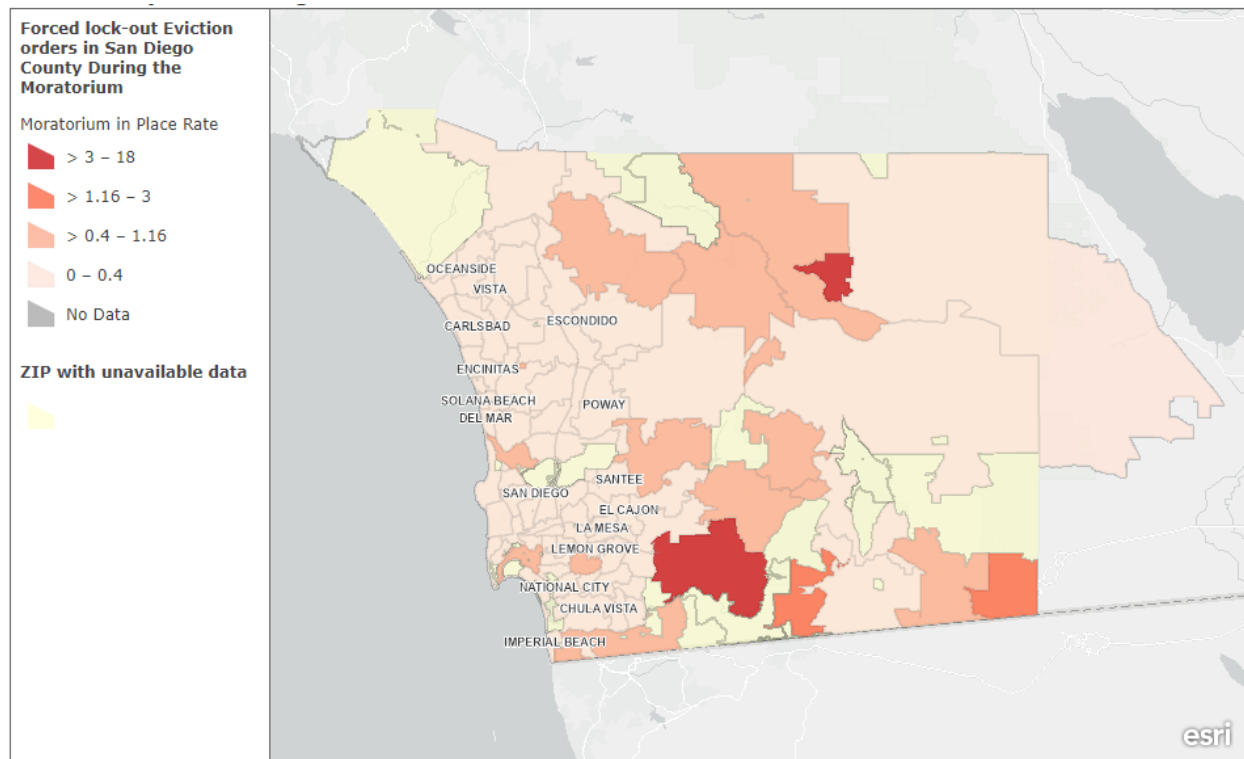 Forced lock-out Eviction
orders in San Diego
County During the
Moratorium
Moratorium in Place Rate
> 3 – 18
> 1.16 – 3
> 0.4 – 1.16
0 – 0.4
No Data
ZIP with unavailable data
OCEANSIDE
VISTA
CARLSBAD
ESCONDIDO
ENCINITAS
SOLANA BEACH
DEL MAR
POWAY
SANTEE
SAN DIEGO
EL CAJON
LA MESA
LEMON GROVE
NATIONAL CITY
CHULA VISTA
IMPERIAL BEACH
esri